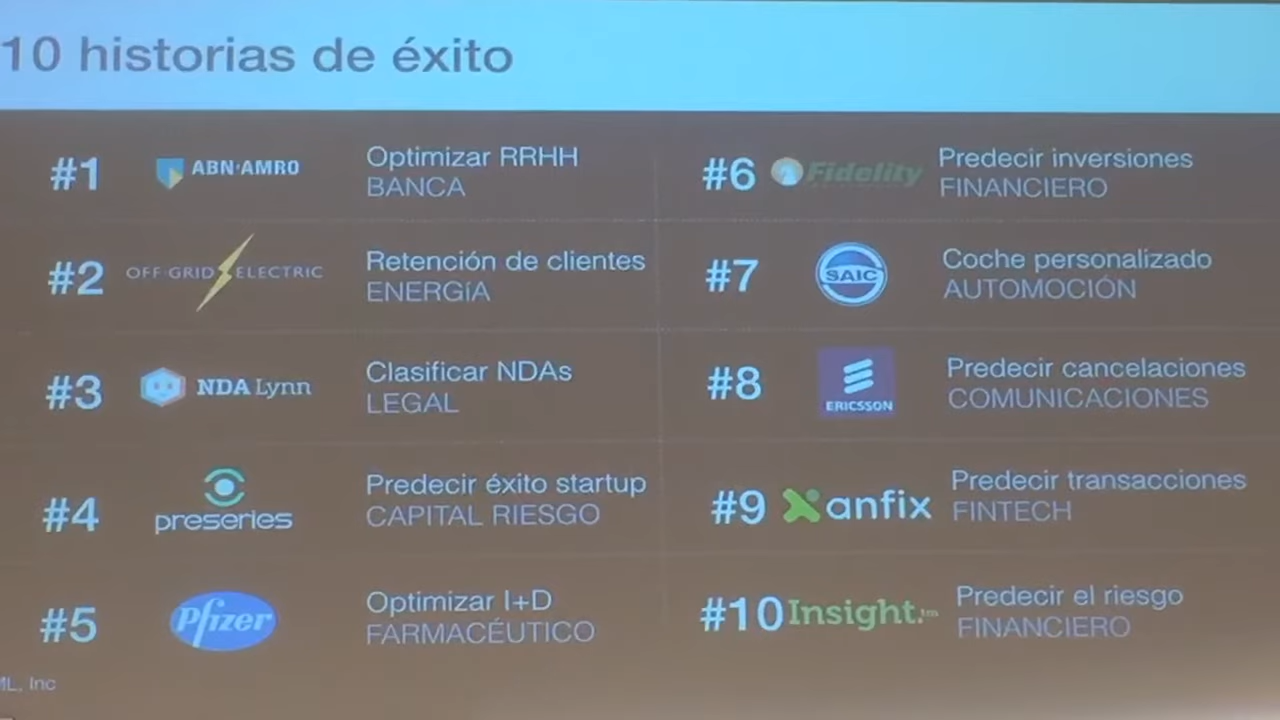 10 historias de éxito
#1 ABN·AMRO Optimizar RRHH
BANCA
#2 OFF·GRID ELECTRIC Retención de clientes
ENERGíA
#3 NDA Lynn Clasificar NDAs
LEGAL
#4 preseries Predecir éxito startup
CAPITAL RIESGO
#5 Pfizer Optimizar I+D
FARMACÉUTICO
#6 Fidelity Predecir inversiones
FINANCIERO
#7 SAIC Coche personalizado
AUTOMOCIÓN
#8 ERICSSON Predecir cancelaciones
COMUNICACIONES
#9 anfix Predecir transacciones
FINTECH
#10 Insight. Predecir el riesgo
FINANCIERO
ML, Inc